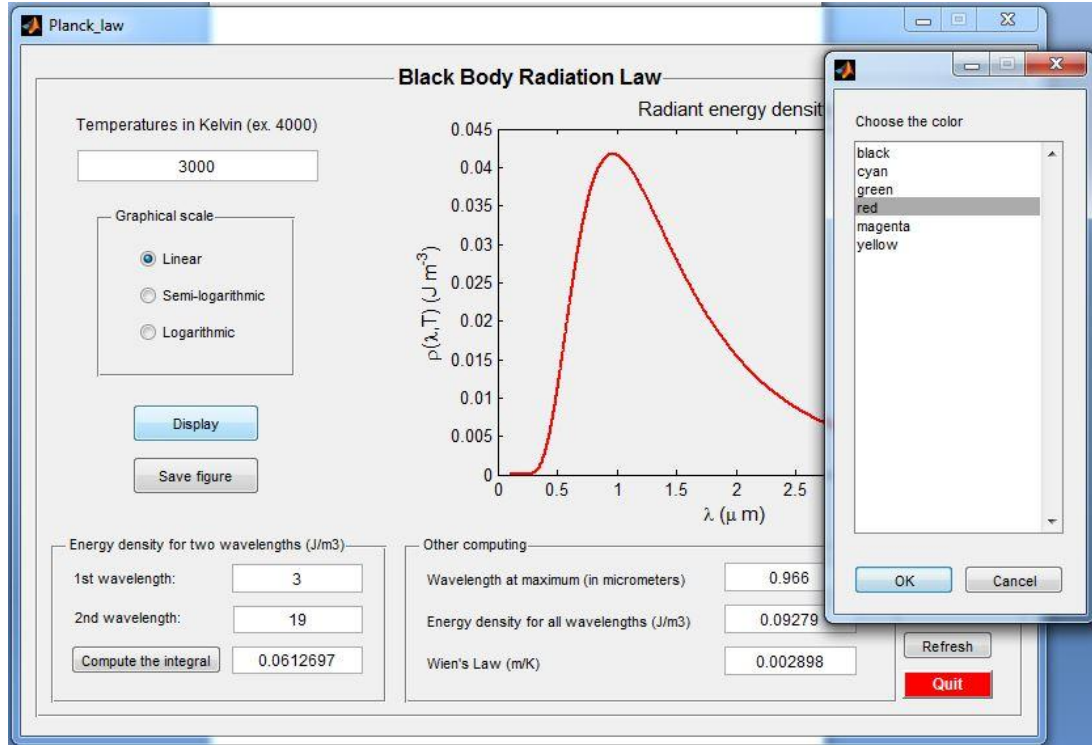 Planck_law
Black Body Radiation Law
Temperatures in Kelvin (ex. 4000)
3000
Graphical scale
Linear
Semi-logarithmic
Logarithmic
Display
Save figure
Radiant energy densit
ρ(λ,T) (J m-3)
0.045
0.04
0.035
0.03
0.025
0.02
0.015
0.01
0.005
0
0 0.5 1 1.5 2 2.5
λ (μ m)
Energy density for two wavelengths (J/m3)
1st wavelength: 3
2nd wavelength: 19
Compute the integral 0.0612697
Other computing
Wavelength at maximum (in micrometers) 0.966
Energy density for all wavelengths (J/m3) 0.09279
Wien's Law (m/K) 0.002898
Refresh
Quit
Choose the color
black
cyan
green
red
magenta
yellow
OK Cancel